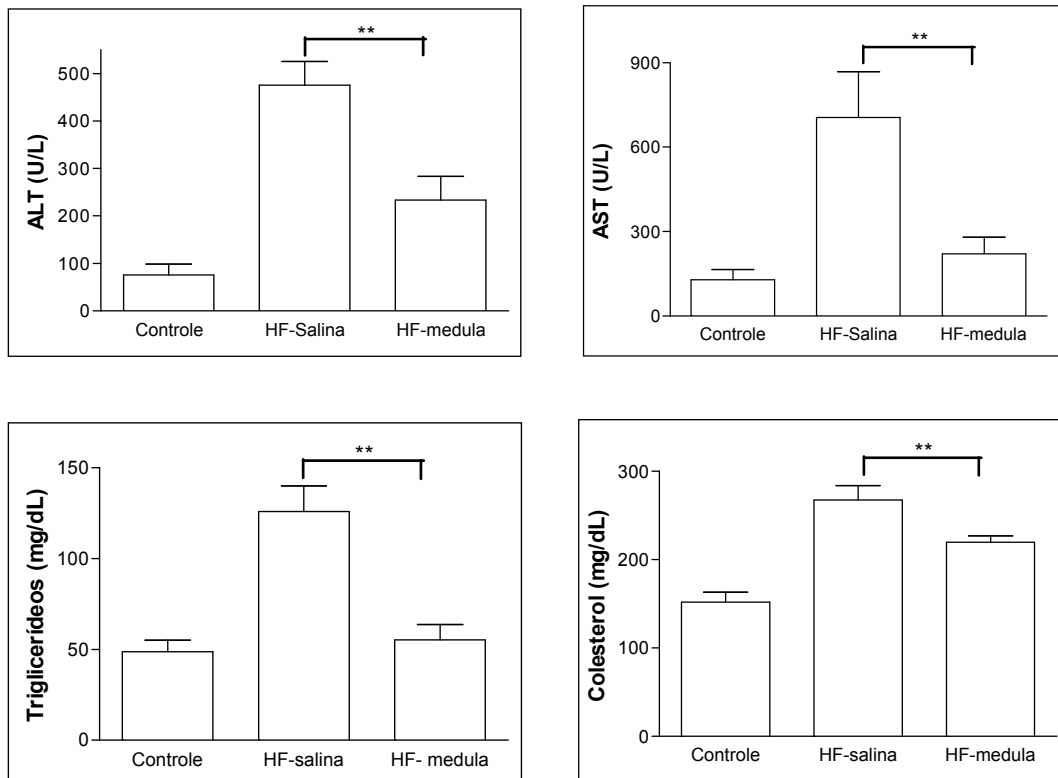 **
ALT (U/L)
500
400
300
200
100
0
Controle HF-Salina HF-medula
**
AST (U/L)
900
600
300
0
Controle HF-Salina HF-medula
**
Triglicerídeos (mg/dL)
150
100
50
0
Controle HF-salina HF- medula
**
Colesterol (mg/dL)
300
200
100
0
Controle HF-salina HF-medula